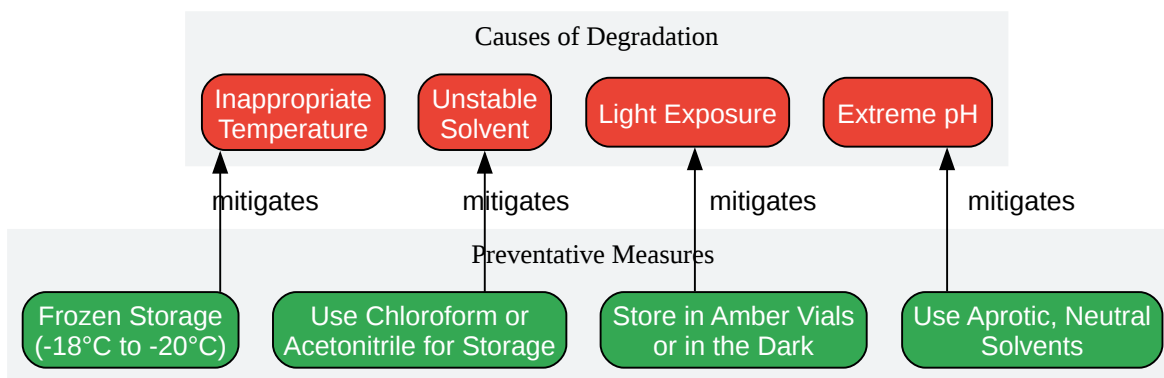 Causes of Degradation
Inappropriate
Temperature
Unstable
Solvent
Light Exposure
Extreme pH
mitigates
mitigates
mitigates
mitigates
Preventative Measures
Frozen Storage
(-18°C to -20°C)
Use Chloroform or
Acetonitrile for Storage
Store in Amber Vials
or in the Dark
Use Aprotic, Neutral
Solvents